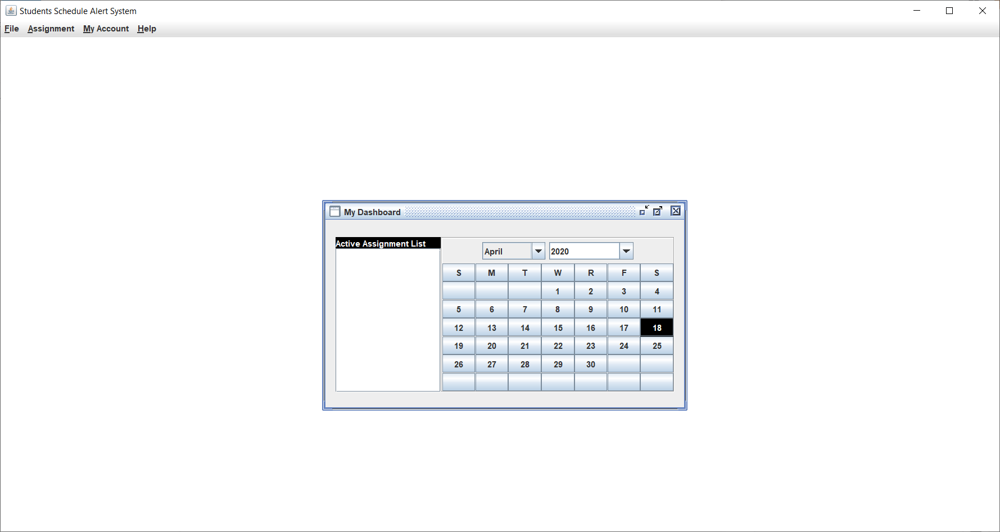 Students Schedule Alert System
File Assignment My Account Help
My Dashboard
Active Assignment List
April 2020
S M T W R F S
1 2 3 4
5 6 7 8 9 10 11
12 13 14 15 16 17 18
19 20 21 22 23 24 25
26 27 28 29 30